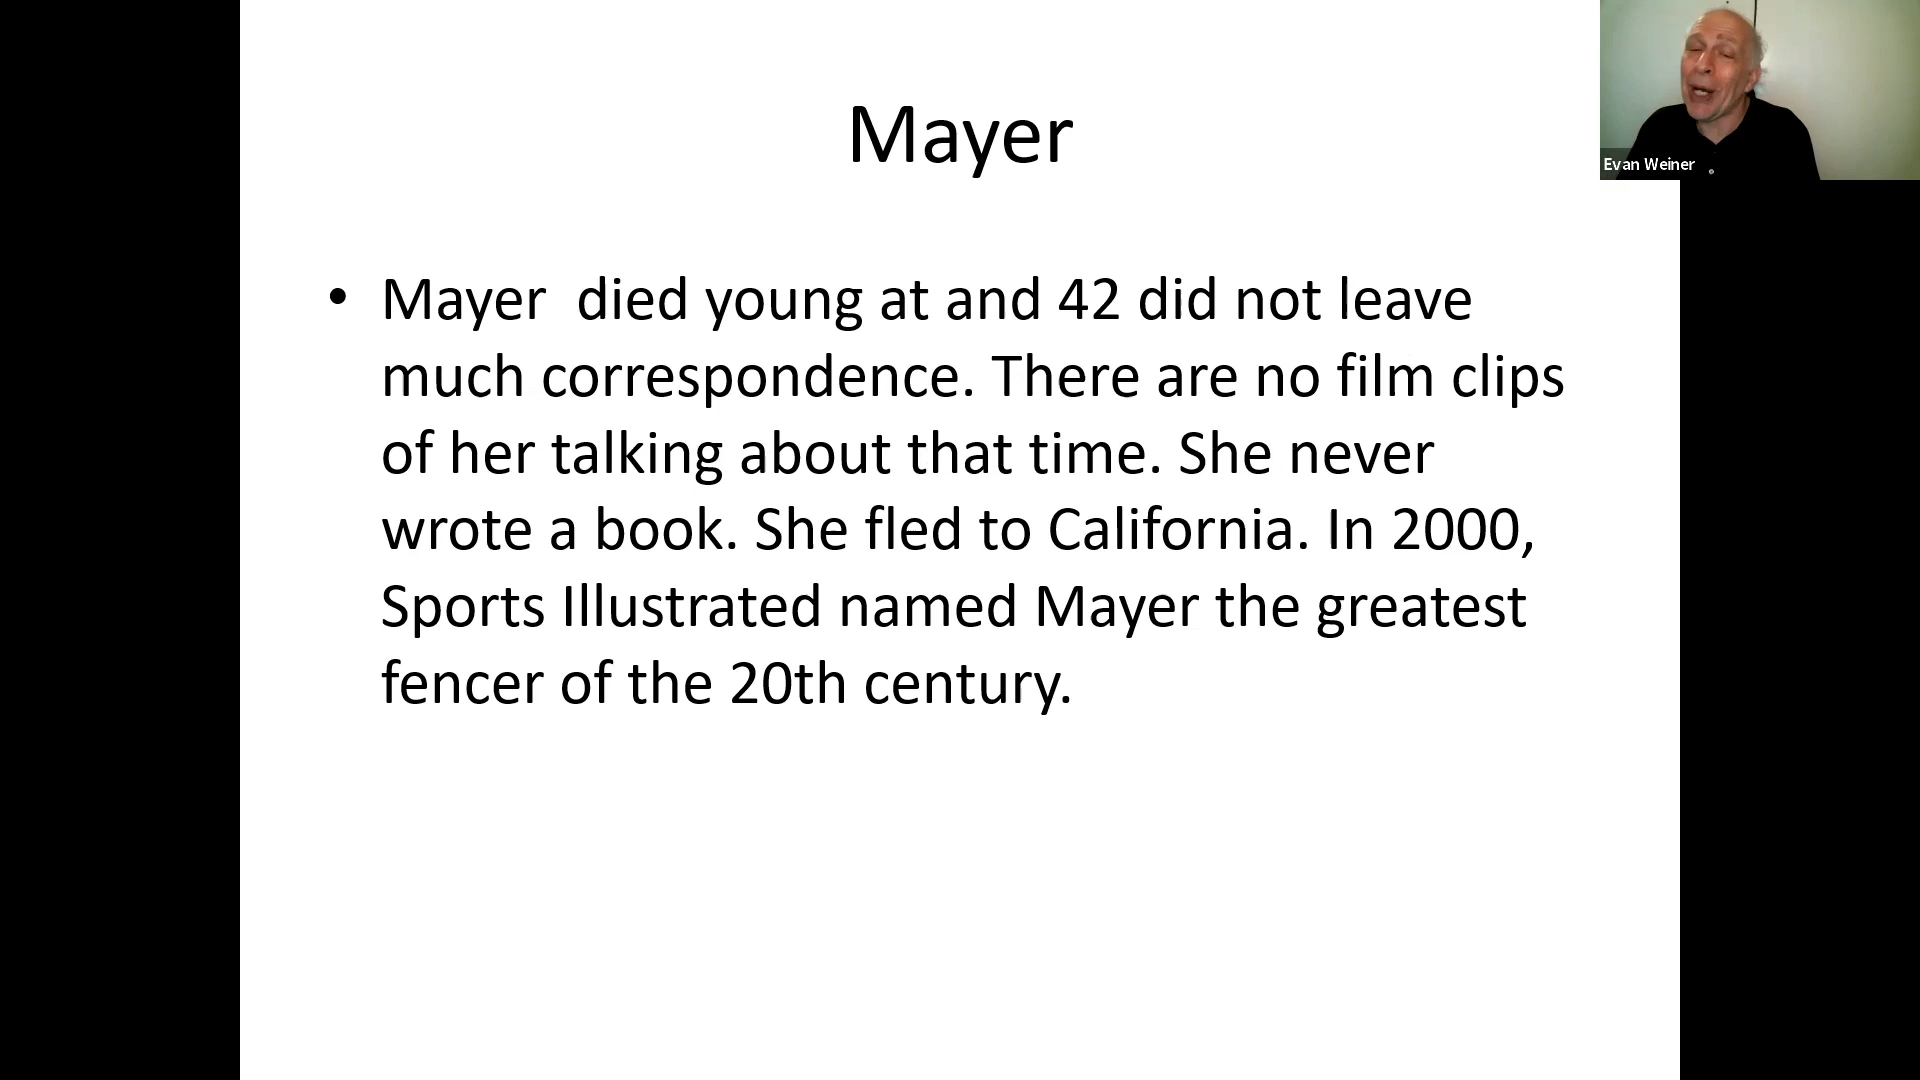 Mayer
Evan Weiner
• Mayer  died young at and 42 did not leave
much correspondence. There are no film clips
of her talking about that time. She never
wrote a book. She fled to California. In 2000,
Sports Illustrated named Mayer the greatest
fencer of the 20th century.